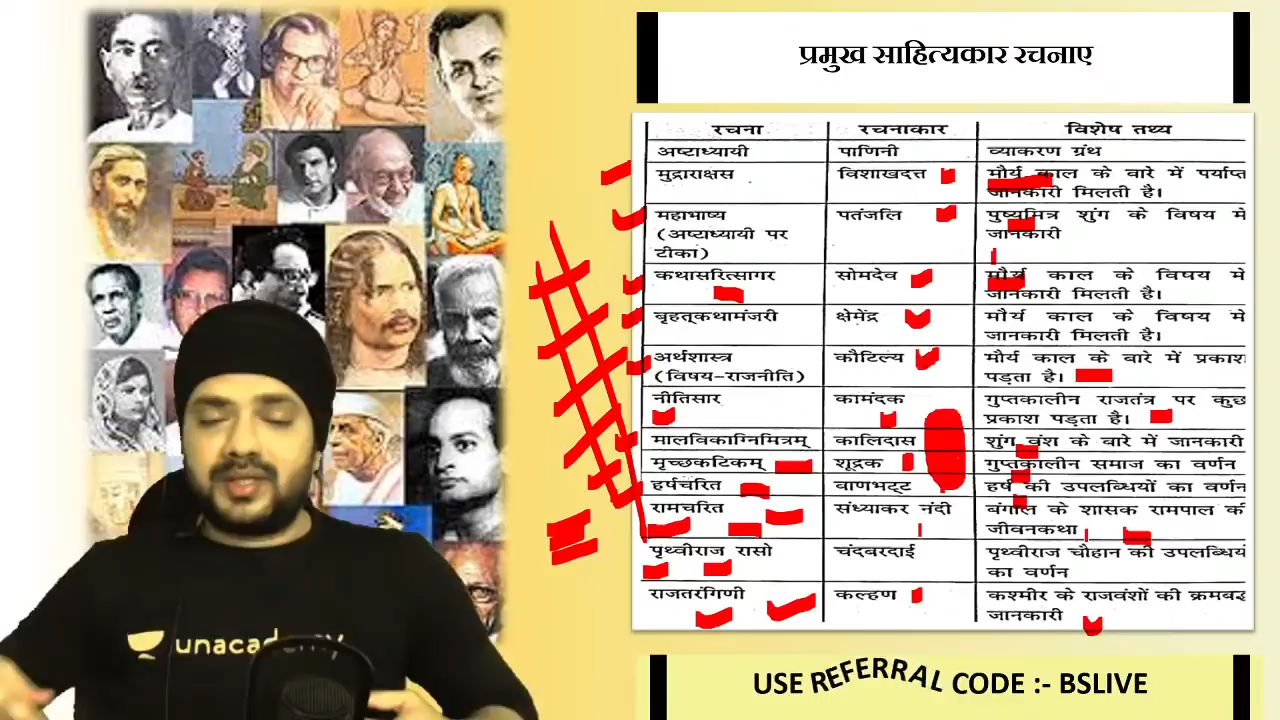 प्रमुख साहित्यकार रचनाए
रचना रचनाकार विशेष तथ्य
अष्टाध्यायी पाणिनी व्याकरण ग्रंथ
मुद्राराक्षस विशाखदत्त मौर्य काल के बारे में पर्याप्त
जानकारी मिलती है।
महाभाष्य पतंजलि पुष्यमित्र शुंग के विषय में
(अष्टाध्यायी पर जानकारी
टीका)
कथासरित्सागर सोमदेव मौर्य काल के विषय में
जानकारी मिलती है।
बृहत्कथामंजरी क्षेमेंद्र मौर्य काल के विषय में
जानकारी मिलती है।
अर्थशास्त्र कौटिल्य मौर्य काल के बारे में प्रकाश
(विषय-राजनीति) पड़ता है।
नीतिसार कामंदक गुप्तकालीन राजतंत्र पर कुछ
प्रकाश पड़ता है।
मालविकाग्निमित्रम् कालिदास शुंग वंश के बारे में जानकारी
मृच्छकटिकम् शूद्रक गुप्तकालीन समाज का वर्णन
हर्षचरित वाणभट्ट हर्ष की उपलब्धियों का वर्णन
रामचरित संध्याकर नंदी बंगाल के शासक रामपाल की
जीवनकथा
पृथ्वीराज रासो चंदबरदाई पृथ्वीराज चौहान की उपलब्धियों
का वर्णन
राजतरंगिणी कल्हण कश्मीर के राजवंशों की क्रमबद्ध
जानकारी
unacademy
USE REFERRAL CODE :- BSLIVE